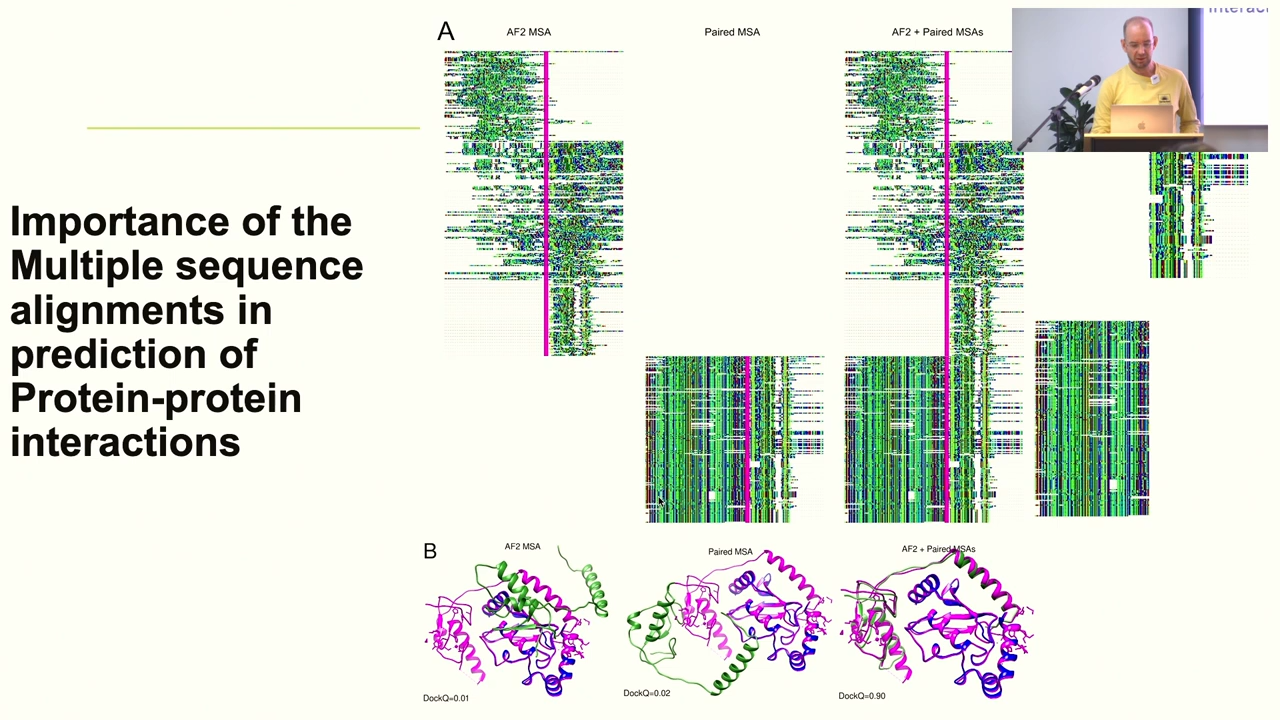 A
AF2 MSA
Paired MSA
AF2 + Paired MSAs
Importance of the
Multiple sequence
alignments in
prediction of
Protein-protein
interactions
B
AF2 MSA
Paired MSA
AF2 + Paired MSAs
DockQ=0.01
DockQ=0.02
DockQ=0.90